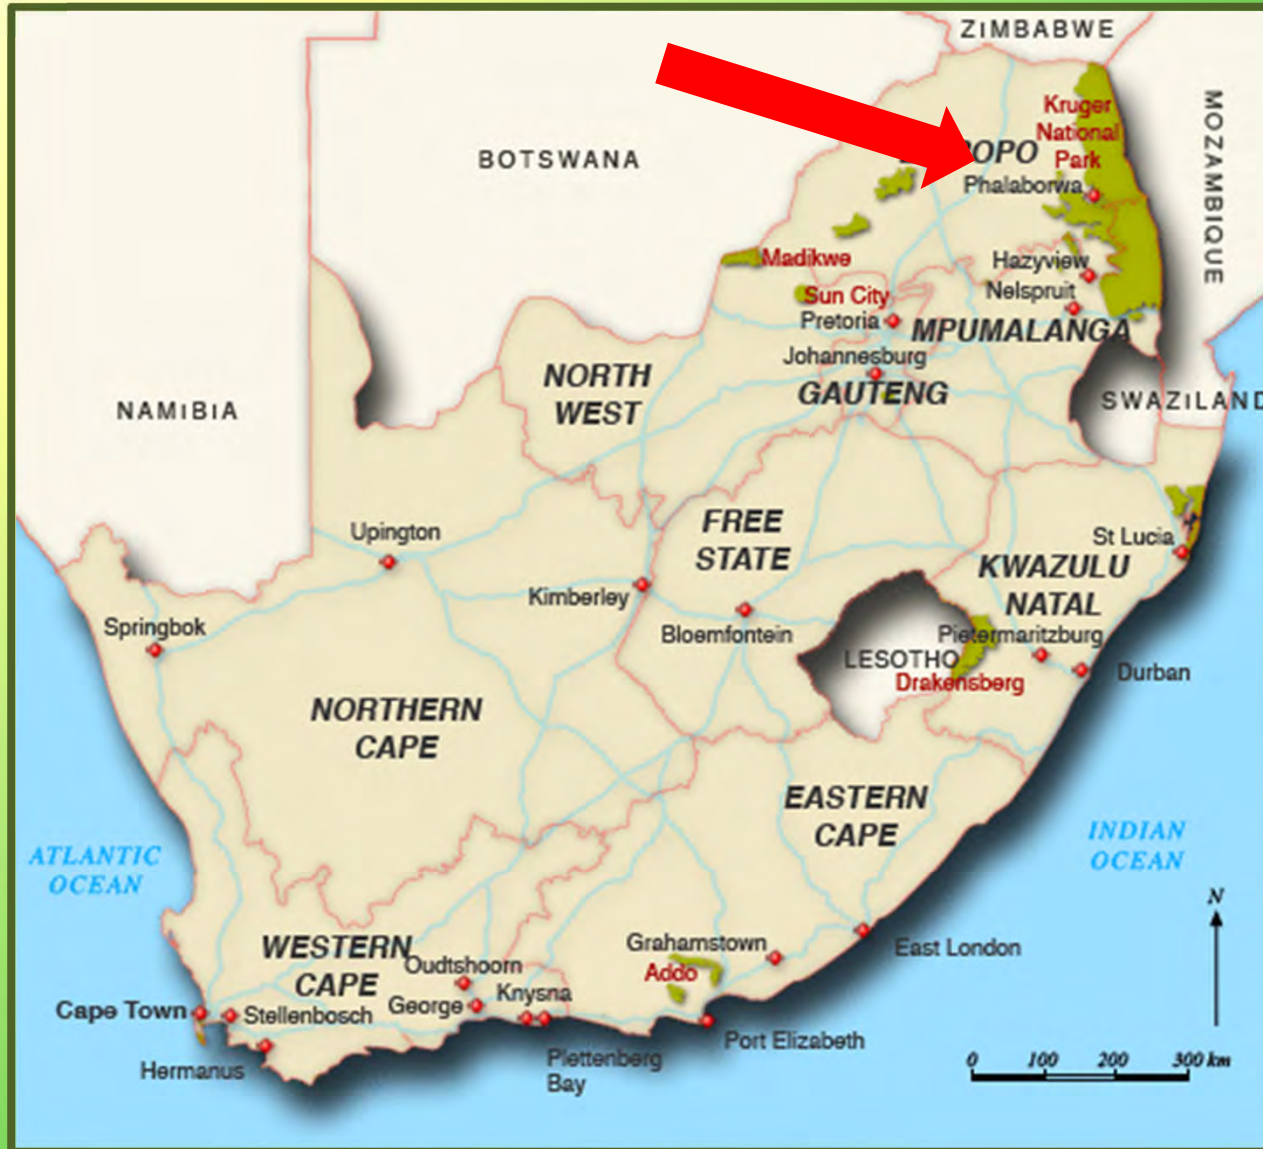 ZIMBABWE
Kruger
National
Park
MOZAMBIQUE
BOTSWANA
OPO
Phalaborwa
Madikwe
Hazyview
Sun City
Nelspruit
Pretoria
MPUMALANGA
Johannesburg
NORTH
WEST
GAUTENG
NAMIBIA
SWAZILAND
FREE
STATE
Upington
St Lucia
KWAZULU
NATAL
Kimberley
Springbok
Bloemfontein
Pietermaritzburg
LESOTHO
Durban
Drakensberg
NORTHERN
CAPE
EASTERN
CAPE
INDIAN
OCEAN
ATLANTIC
OCEAN
N
WESTERN
CAPE
Grahamstown
East London
Oudtshoorn
Addo
Knysna
George
Cape Town
Stellenbosch
Port Elizabeth
Hermanus
Plettenberg
Bay
0 100 200 300 km